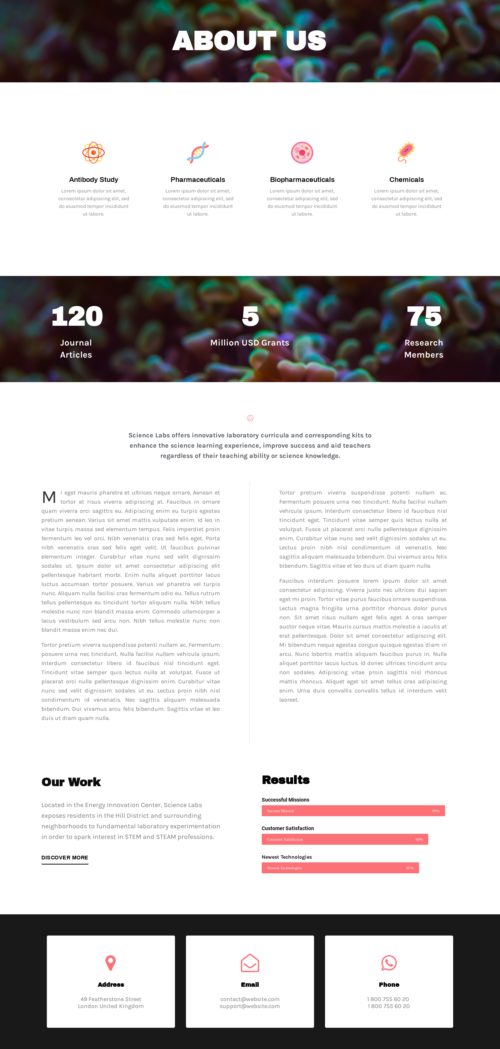 ABOUT US
Antibody Study
Lorem ipsum dolor sit amet,
consectetur adipiscing elit, sed
do eiusmod tempor incididunt
ut labore.
Pharmaceuticals
Lorem ipsum dolor sit amet,
consectetur adipiscing elit, sed
do eiusmod tempor incididunt
ut labore.
Biopharmaceuticals
Lorem ipsum dolor sit amet,
consectetur adipiscing elit, sed
do eiusmod tempor incididunt
ut labore.
Chemicals
Lorem ipsum dolor sit amet,
consectetur adipiscing elit, sed
do eiusmod tempor incididunt
ut labore.
120
Journal
Articles
5
Million USD Grants
75
Research
Members
Science Labs offers innovative laboratory curricula and corresponding kits to
enhance the science learning experience, improve success and aid teachers
regardless of their teaching ability or science knowledge.
Mi eget mauris pharetra et ultrices neque ornare. Aenean et
tortor at risus viverra adipiscing at. Faucibus in ornare
quam viverra orci sagittis eu. Adipiscing enim eu turpis egestas
pretium aenean. Varius sit amet mattis vulputate enim. Id leo in
vitae turpis massa sed elementum tempus. Felis imperdiet proin
fermentum leo vel orci. Nibh venenatis cras sed felis eget. Porta
nibh venenatis cras sed felis eget velit. Ut faucibus pulvinar
elementum integer. Curabitur vitae nunc sed velit dignissim
sodales ut. Ipsum dolor sit amet consectetur adipiscing elit
pellentesque habitant morbi. Enim nulla aliquet porttitor lacus
luctus accumsan tortor posuere. Varius vel pharetra vel turpis
nunc. Aliquam nulla facilisi cras fermentum odio eu. Tellus rutrum
tellus pellentesque eu tincidunt tortor aliquam nulla. Nibh tellus
molestie nunc non blandit massa enim. Commodo ullamcorper a
lacus vestibulum sed arcu non. Nibh tellus molestie nunc non
blandit massa enim nec dui.
Tortor pretium viverra suspendisse potenti nullam ac. Fermentum
posuere urna nec tincidunt. Nulla facilisi nullam vehicula ipsum.
Interdum consectetur libero id faucibus nisl tincidunt eget.
Tincidunt vitae semper quis lectus nulla at volutpat. Fusce ut
placerat orci nulla pellentesque dignissim enim. Curabitur vitae
nunc sed velit dignissim sodales ut eu. Lectus proin nibh nisl
condimentum id venenatis. Nec sagittis aliquam malesuada
bibendum. Dui vivamus arcu felis bibendum. Sagittis vitae et leo
duis ut diam quam nulla.
Tortor pretium viverra suspendisse potenti nullam ac.
Fermentum posuere urna nec tincidunt. Nulla facilisi nullam
vehicula ipsum. Interdum consectetur libero id faucibus nisl
tincidunt eget. Tincidunt vitae semper quis lectus nulla at
volutpat. Fusce ut placerat orci nulla pellentesque dignissim
enim. Curabitur vitae nunc sed velit dignissim sodales ut eu.
Lectus proin nibh nisl condimentum id venenatis. Nec
sagittis aliquam malesuada bibendum. Dui vivamus arcu felis
bibendum. Sagittis vitae et leo duis ut diam quam nulla.
Faucibus interdum posuere lorem ipsum dolor sit amet
consectetur adipiscing. Viverra justo nec ultrices dui sapien
eget mi proin. Tortor vitae purus faucibus ornare suspendisse.
Lectus magna fringilla urna porttitor rhoncus dolor purus
non. Sit amet risus nullam eget felis eget. A cras semper
auctor neque vitae. Mauris cursus mattis molestie a iaculis at
erat pellentesque. Dolor sit amet consectetur adipiscing elit.
Mi bibendum neque egestas congue quisque egestas diam in
arcu. Nunc lobortis mattis aliquam faucibus purus in. Nulla
aliquet porttitor lacus luctus. Id donec ultrices tincidunt arcu
non sodales. Adipiscing vitae proin sagittis nisl rhoncus
mattis rhoncus. Aliquet eget sit amet tellus cras adipiscing
enim. Urna duis convallis convallis tellus id interdum velit
laoreet.
Our Work
Located in the Energy Innovation Center, Science Labs
exposes residents in the Hill District and surrounding
neighborhoods to fundamental laboratory experimentation
in order to spark interest in STEM and STEAM professions.
DISCOVER MORE
Results
Successful Missions
Customer Satisfaction
Customer Satisfaction
Newest Technologies
Newest Technologies
Address
49 Featherstone Street
London United Kingdom
Email
contact@website.com
support@website.com
Phone
1 800 755 60 20
1 800 755 60 20